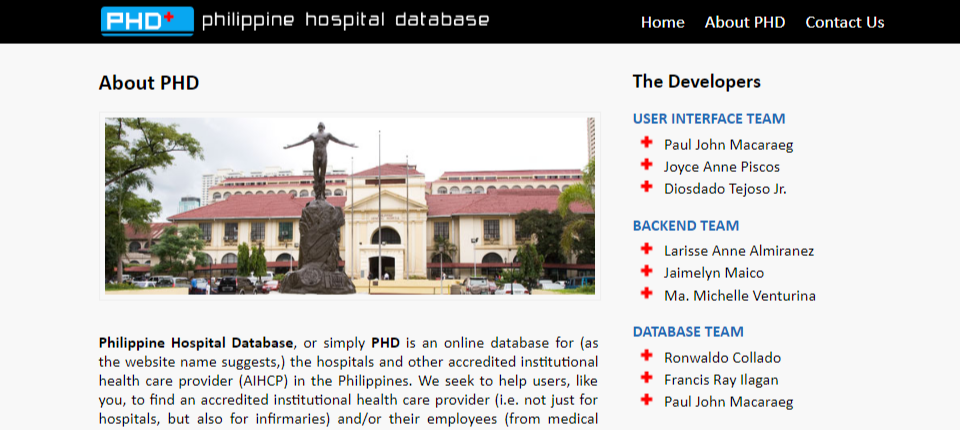 PHD+ philippine hospital database
Home About PHD Contact Us
About PHD
Philippine Hospital Database, or simply PHD is an online database for (as
the website name suggests,) the hospitals and other accredited institutional
health care provider (AIHCP) in the Philippines. We seek to help users, like
you, to find an accredited institutional health care provider (i.e. not just for
hospitals, but also for infirmaries) and/or their employees (from medical
The Developers
USER INTERFACE TEAM
Paul John Macaraeg
Joyce Anne Piscos
Diosdado Tejoso Jr.
BACKEND TEAM
Larisse Anne Almiranez
Jaimelyn Maico
Ma. Michelle Venturina
DATABASE TEAM
Ronwaldo Collado
Francis Ray Ilagan
Paul John Macaraeg